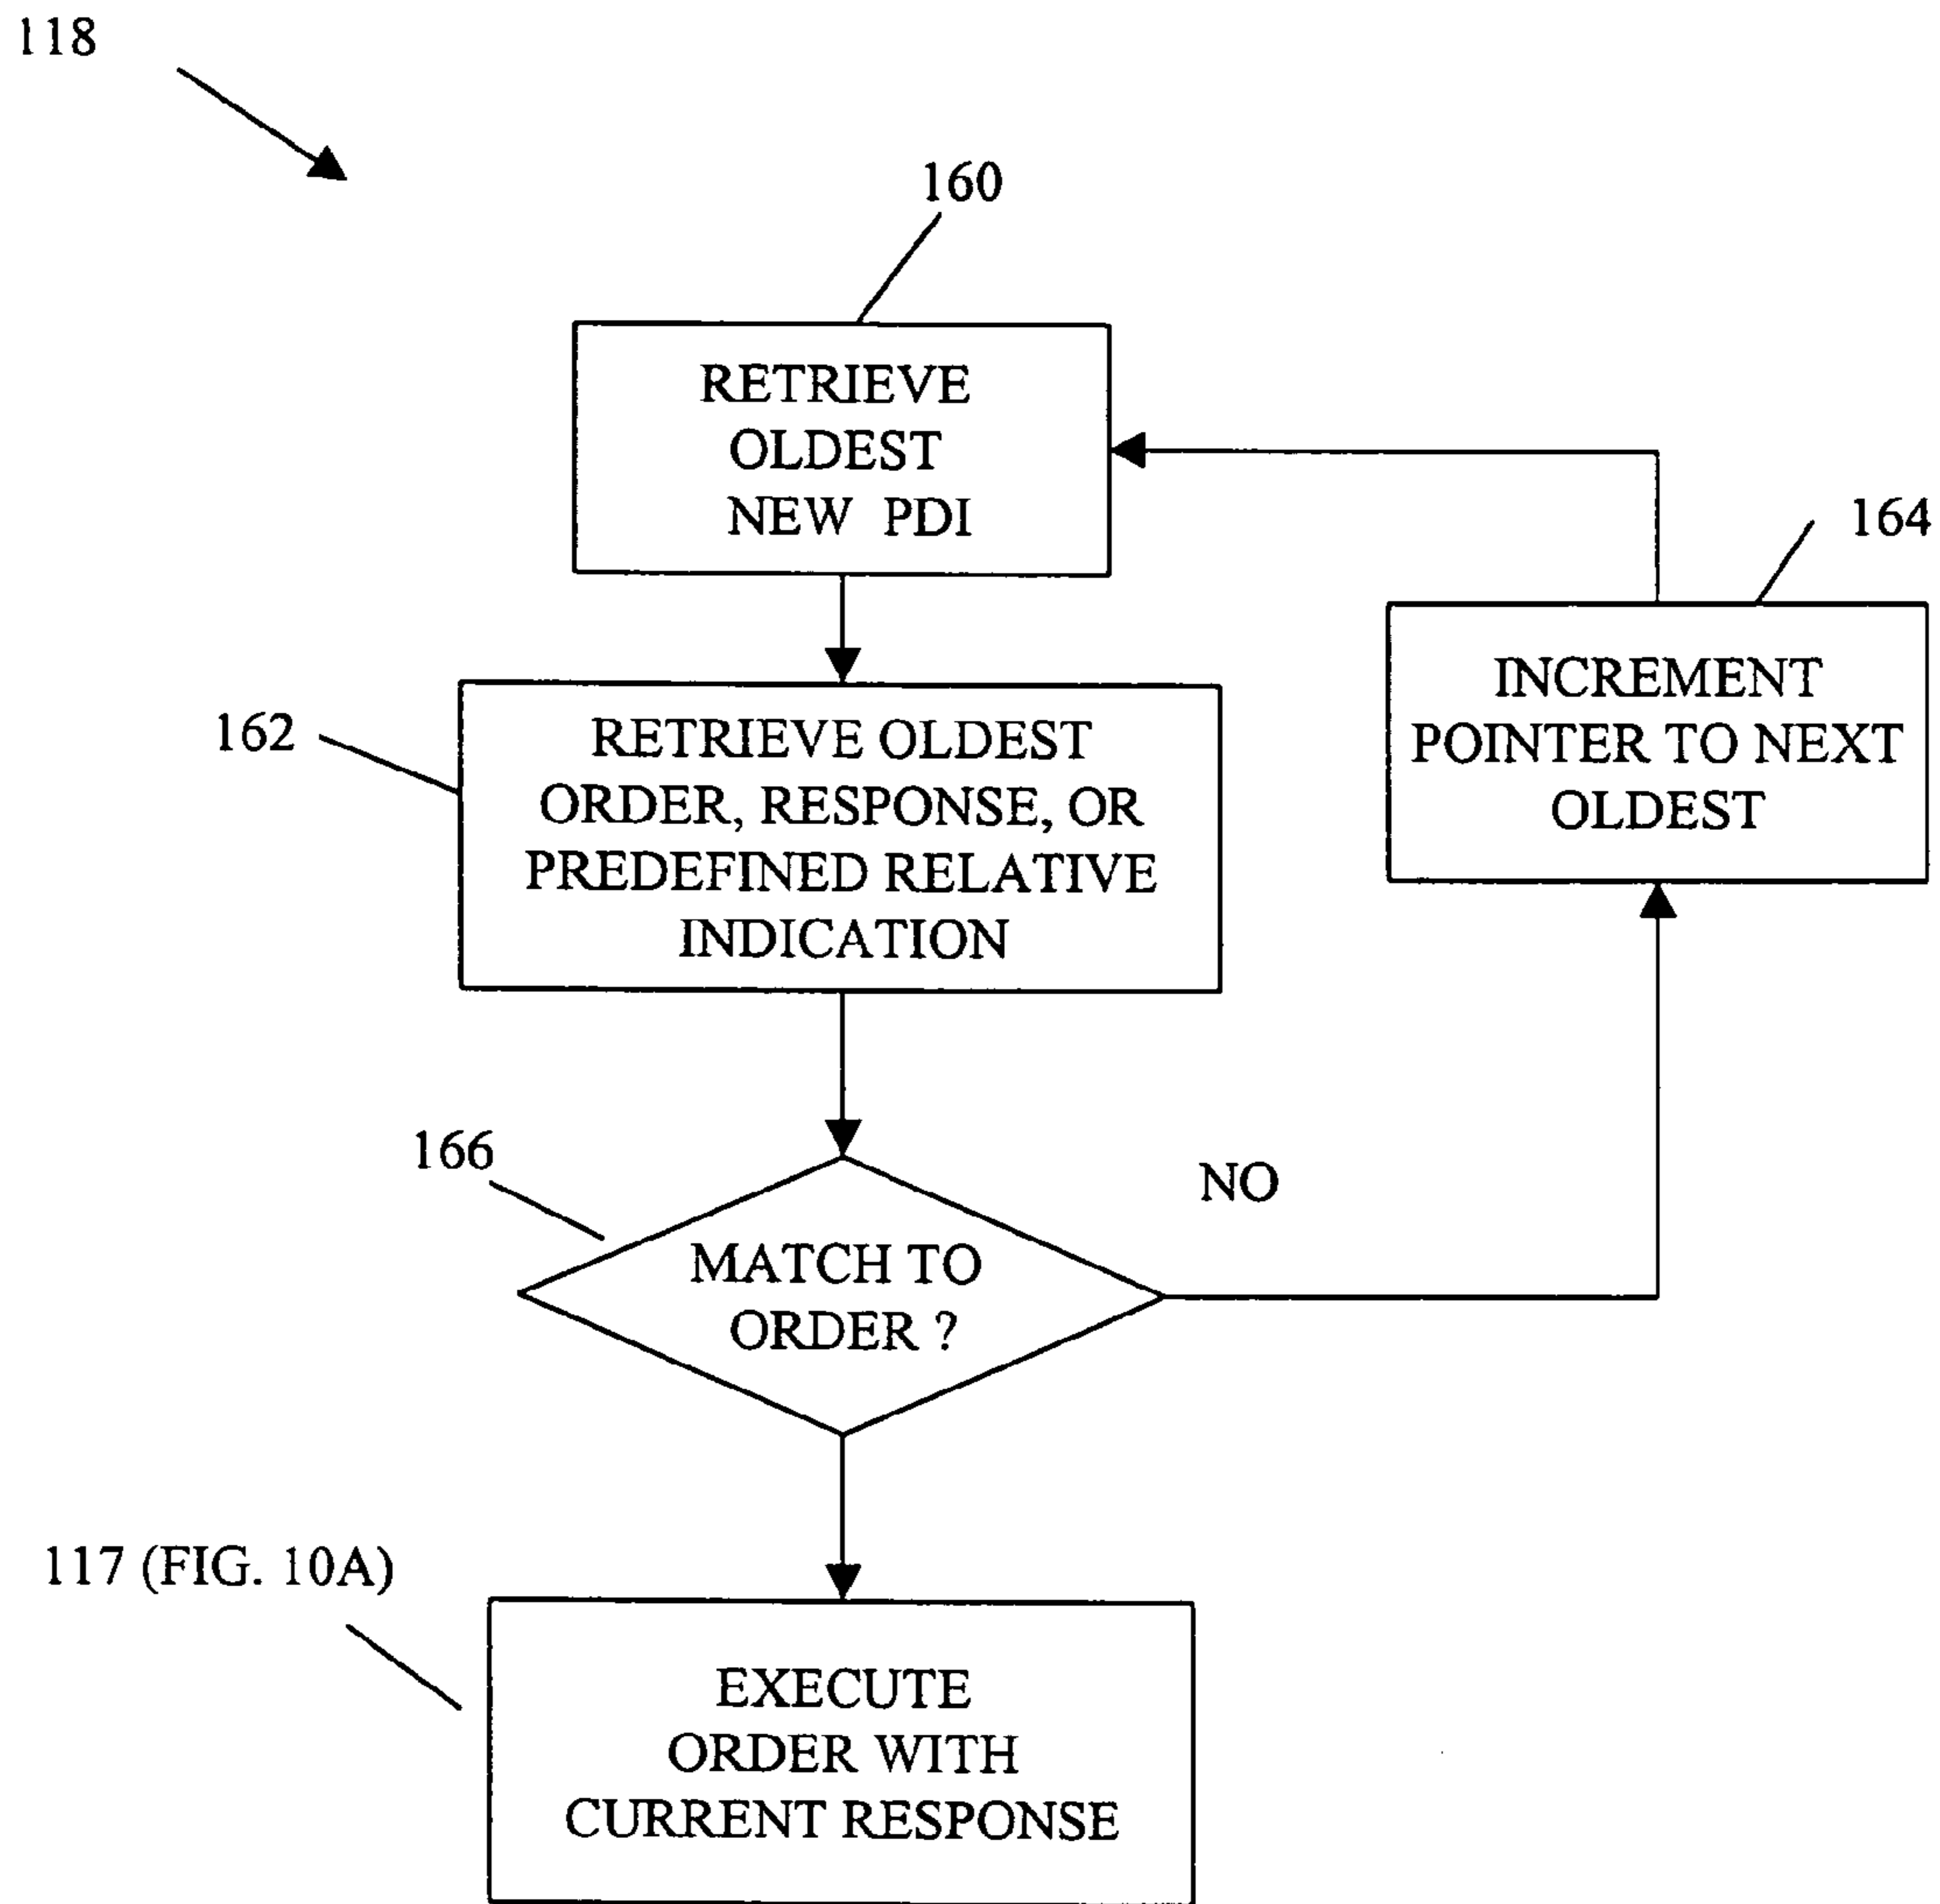 118
160
RETRIEVE
OLDEST
NEW PDI
164
INCREMENT
POINTER TO NEXT
OLDEST
162
RETRIEVE OLDEST
ORDER, RESPONSE, OR
PREDEFINED RELATIVE
INDICATION
166
NO
MATCH TO
ORDER ?
117 (FIG. 10A)
EXECUTE
ORDER WITH
CURRENT RESPONSE